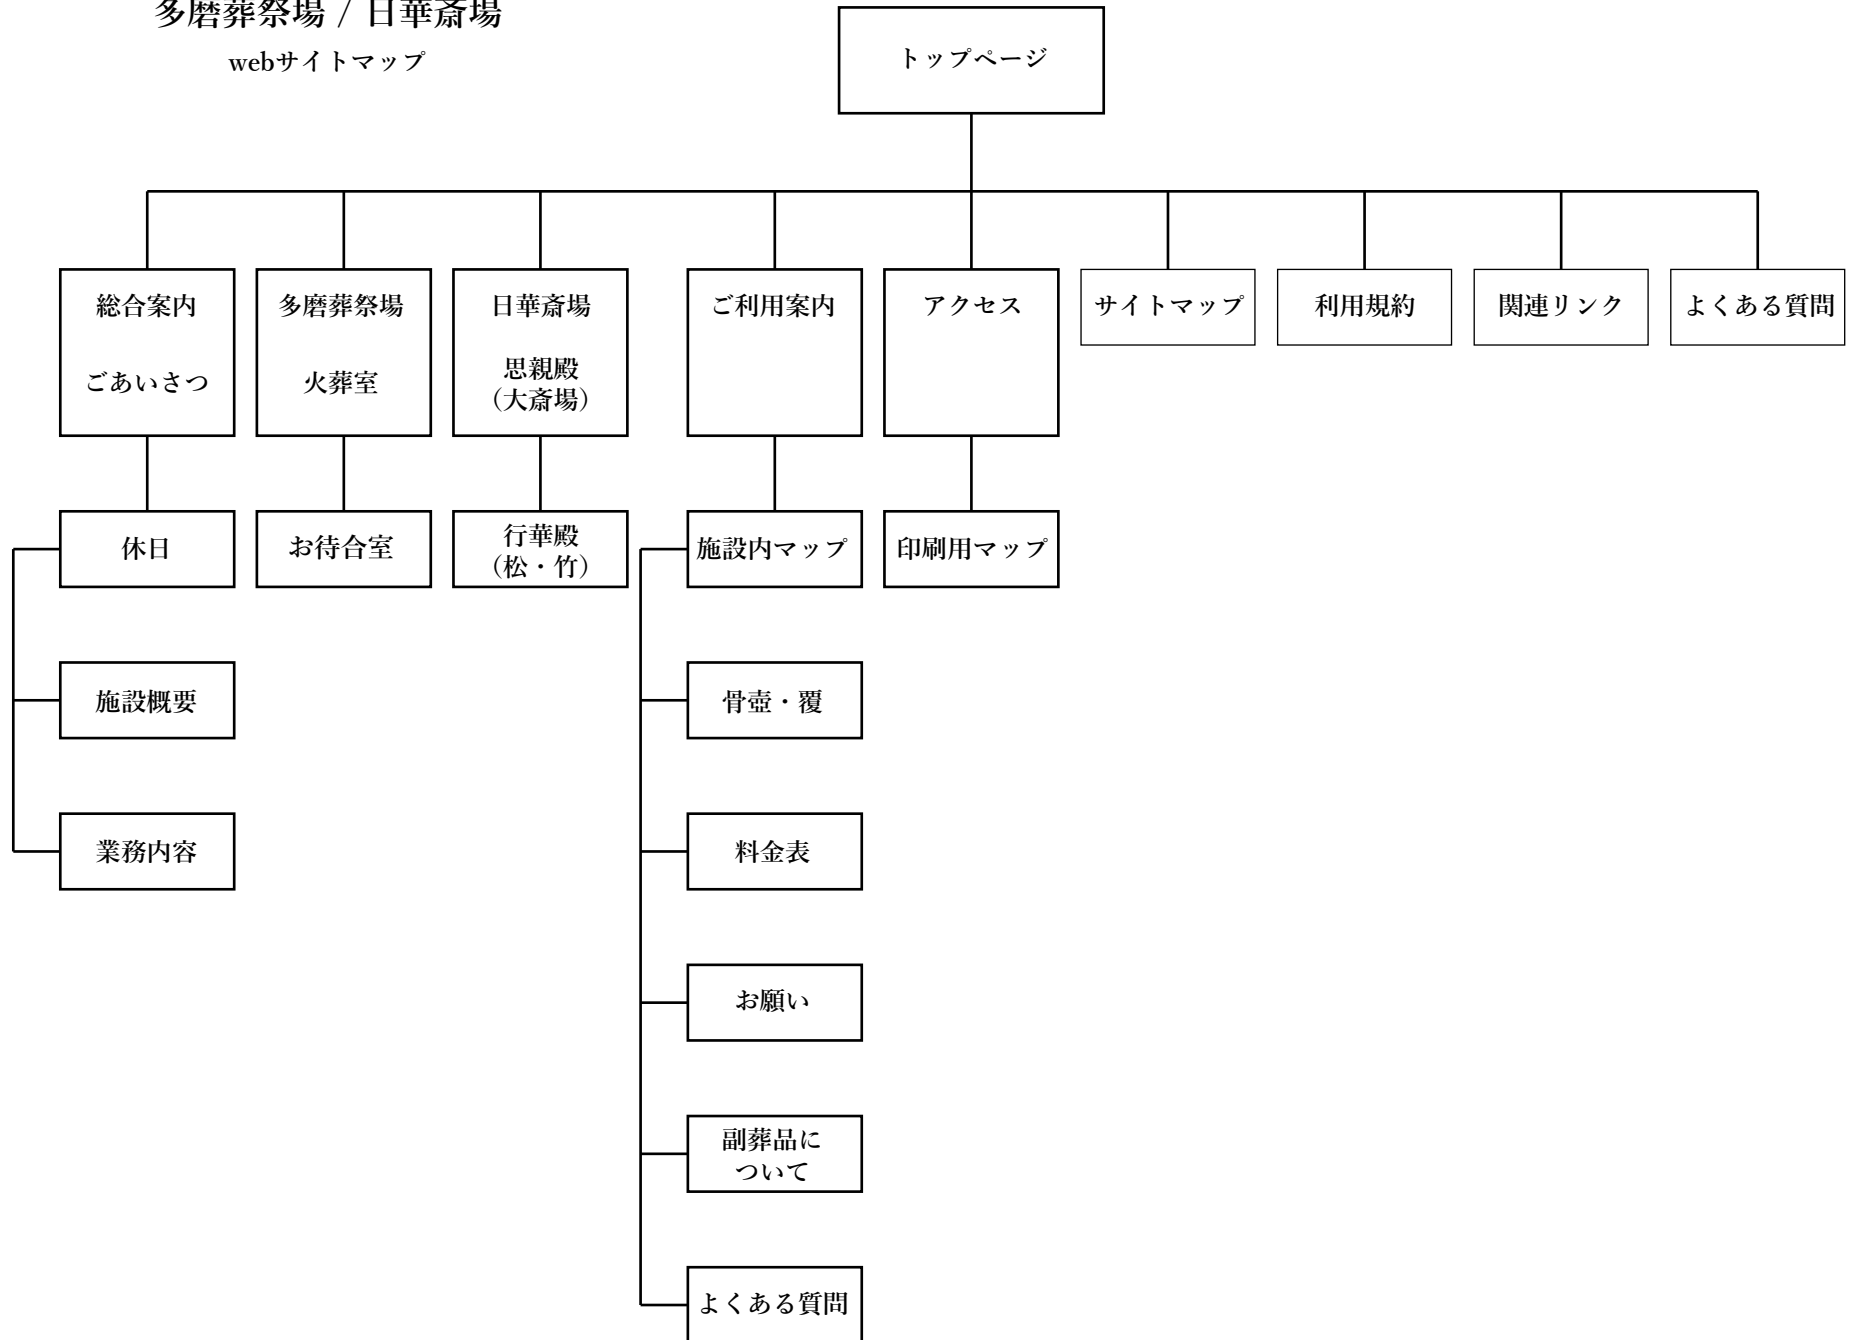 多磨葬祭場 / 日華斎場
webサイトマップ
トップページ
総合案内
ごあいさつ
多磨葬祭場
火葬室
日華斎場
思親殿
（大斎場）
ご利用案内
アクセス
サイトマップ
利用規約
関連リンク
よくある質問
休日
お待合室
行華殿
（松・竹）
施設内マップ
印刷用マップ
施設概要
骨壺・覆
業務内容
料金表
お願い
副葬品に
ついて
よくある質問